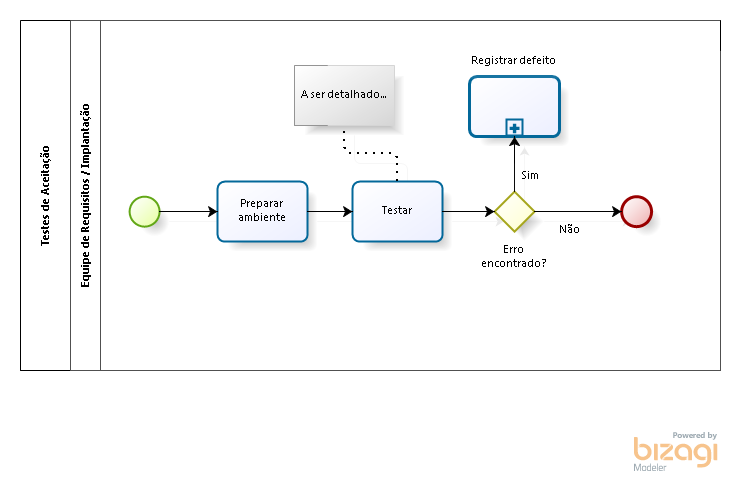 Testes de Aceitação
Equipe de Requisitos / Implantação
Registrar defeito
A ser detalhado...
Preparar
ambiente
Testar
Sim
Não
Erro
encontrado?
Powered by
bizagi
Modeler